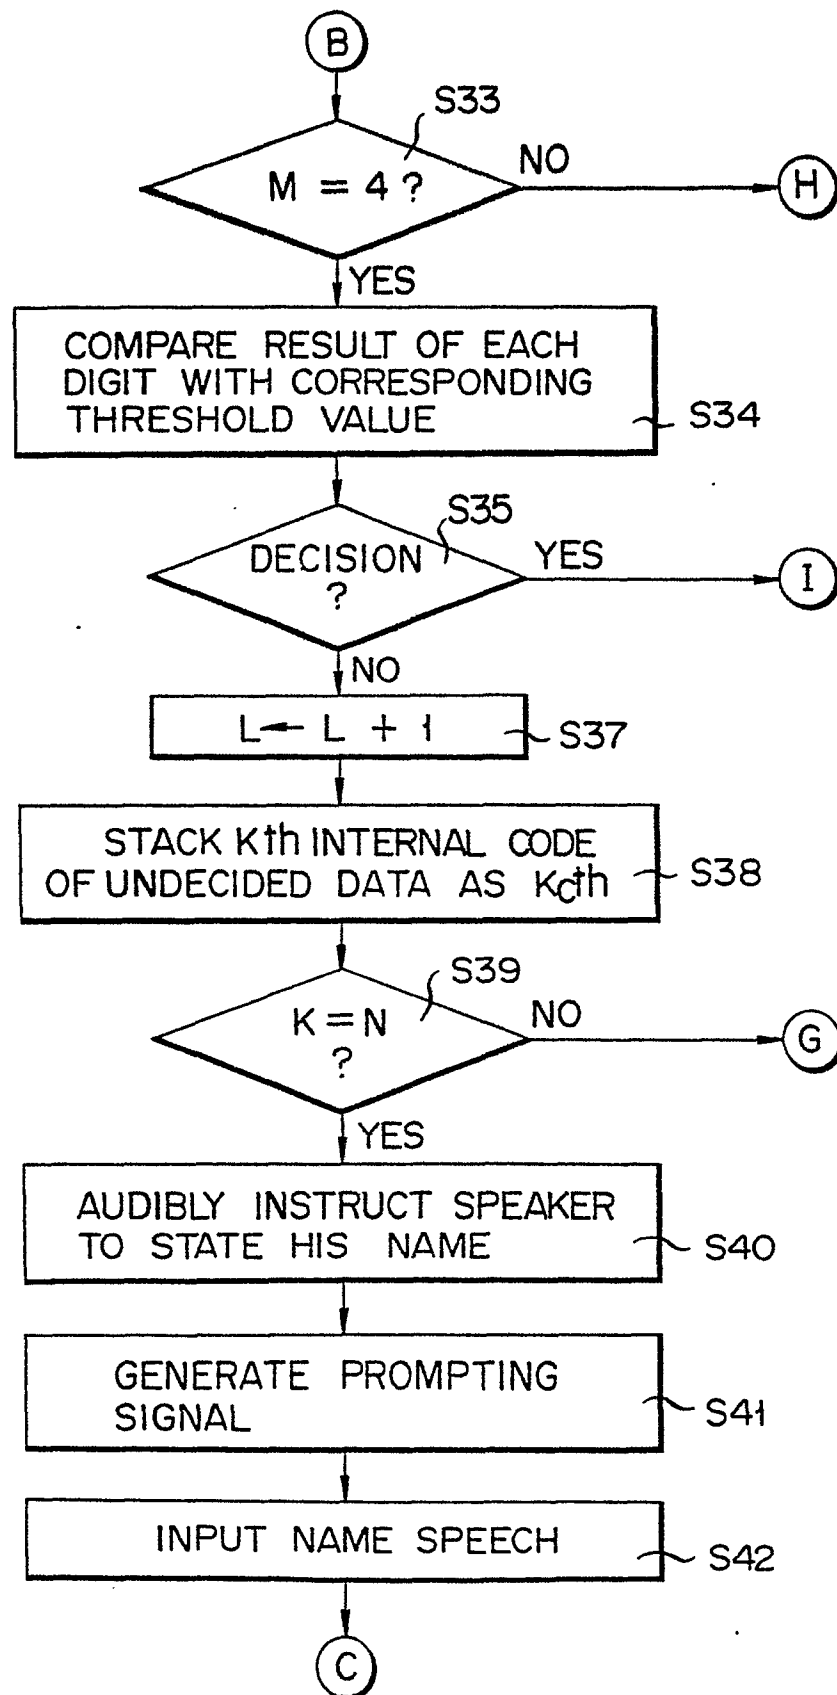 B
S33
M = 4 ?
NO
H
YES
COMPARE RESULT OF EACH
DIGIT WITH CORRESPONDING
THRESHOLD VALUE
S34
S35
DECISION
?
YES
I
NO
L ← L + 1
S37
STACK Kth INTERNAL CODE
OF UNDECIDED DATA AS Kcth
S38
S39
K = N
?
NO
G
YES
AUDIBLY INSTRUCT SPEAKER
TO STATE HIS NAME
S40
GENERATE PROMPTING
SIGNAL
S41
INPUT NAME SPEECH
S42
C